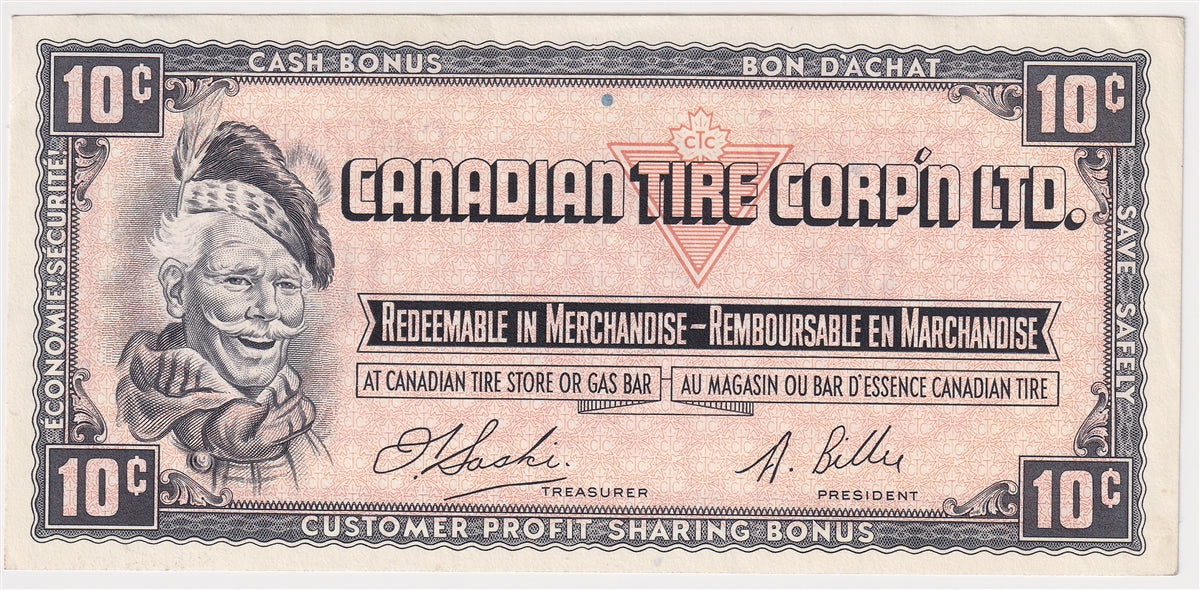 CASH BONUS BON D'ACHAT
10¢ 10¢
CTC
CANADIAN TIRE CORP'N LTD.
ECONOMIE! SÉCURITÉ!
SAVE SAFELY
REDEEMABLE IN MERCHANDISE – REMBOURSABLE EN MARCHANDISE
AT CANADIAN TIRE STORE OR GAS BAR AU MAGASIN OU BAR D'ESSENCE CANADIAN TIRE
A. Billes
TREASURER PRESIDENT
10¢ 10¢
CUSTOMER PROFIT SHARING BONUS